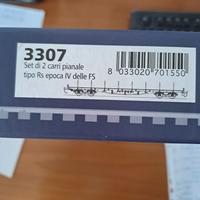 3307
Set di 2 carri pianale
tipo Rs epoca IV delle FS
8 033020 701550